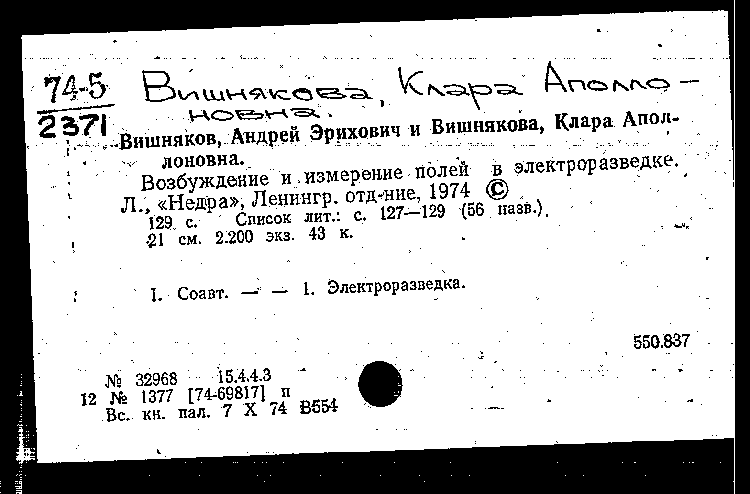 74-5
2371
Вишнякова, Клара Аполло-
новна.
Вишняков, Андрей Эрихович и Вишнякова, Клара Апол-
лоновна.
Возбуждение и измерение полей в электроразведке.
Л., «Недра», Ленингр. отд-ние, 1974 ©
129 с. Список лит.: с. 127—129 (56 назв.).
21 см. 2.200 экз. 43 к.
I. Соавт. — — 1. Электроразведка.
550.837
№ 32968 15.4.4.3
12 № 1377 [74-69817] п
Вс. кн. пал. 7 X 74 В554